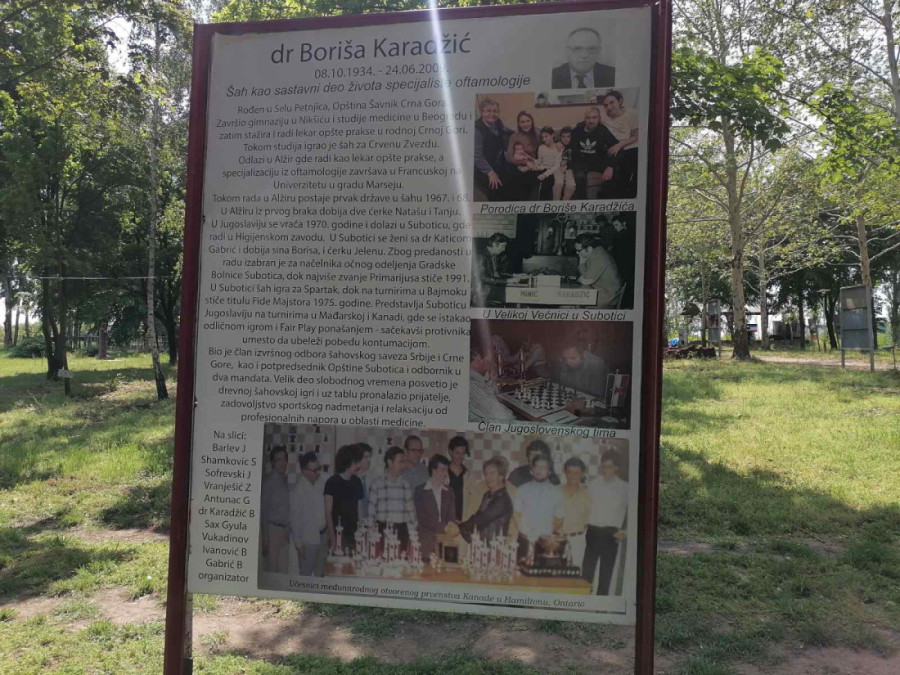 dr Boriša Karadžić
08.10.1934. - 24.06.200
Šah kao sastavni deo života specijaliste oftamologije
Rođen u Selu Petnjica, Opština Šavnik Crna Gora.
Završio gimnaziju u Nikšiću i studije medicine u Beogradu i
zatim stažira i radi lekar opšte prakse u rodnoj Crnoj Gori.
Tokom studija igrao je šah za Crvenu Zvezdu.
Odlazi u Alžir gde radi kao lekar opšte prakse, a
specijalizaciju iz oftamologije završava u Francuskoj na
Univerzitetu u gradu Marseju.
Tokom rada u Alžiru postaje prvak države u šahu 1967. i 68.
U Alžiru iz prvog braka dobija dve ćerke Natašu i Tanju.
U Jugoslaviju se vraća 1970. godine i dolazi u Suboticu, gde
radi u Higijenskom zavodu. U Subotici se ženi sa dr Katicom
Gabrić i dobija sina Borisa, i ćerku Jelenu. Zbog predanosti u
radu izabran je za načelnika očnog odeljenja Gradske
Bolnice Subotica, dok najviše zvanje Primarijusa stiče 1991.
U Subotici šah igra za Spartak, dok na turnirima u Bajmoku
stiče titulu Fide Majstora 1975. godine. Predstavlja Suboticu i
Jugoslaviju na turnirima u Mađarskoj i Kanadi, gde se istakao
odličnom igrom i Fair Play ponašanjem - sačekavši protivnika
umesto da ubeleži pobedu kontumacijom.
Bio je član izvršnog odbora šahovskog saveza Srbije i Crne
Gore, kao i potpredsednik Opštine Subotica i odbornik u
dva mandata. Velik deo slobodnog vremena posvetio je
drevnoj šahovskoj igri i uz tablu pronalazio prijatelje,
zadovoljstvo sportskog nadmetanja i relaksaciju od
profesionalnih napora u oblasti medicine.
Porodica dr Boriše Karadžića
MINIĆ KARADŽIĆ
U Velikoj Večnici u Subotici
Član Jugoslovenskog tima
Na slici:
Barlev J
Shamkovic S
Sofrevski J
Vranješić Z
Antunac G
dr Karadžić B
Sax Gyula
Vukadinov
Ivanović B
Gabrić B
organizator
Učesnici međunarodnog otvorenog prvenstva Kanade u Hamiltonu, Ontario